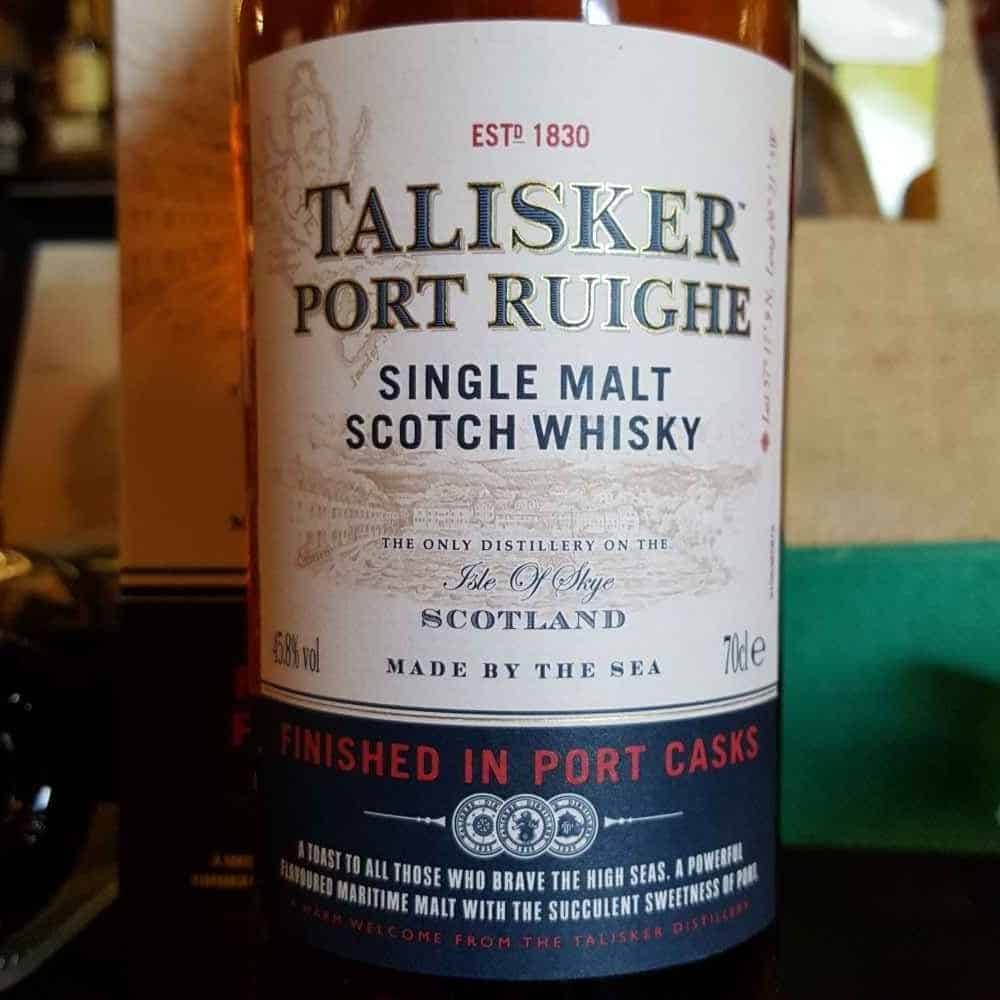 ESTD 1830
TALISKER
PORT RUIGHE
SINGLE MALT
SCOTCH WHISKY
THE ONLY DISTILLERY ON THE
Isle Of Skye
SCOTLAND
45.8% vol
MADE BY THE SEA
70cl e
FINISHED IN PORT CASKS
A TOAST TO ALL THOSE WHO BRAVE THE HIGH SEAS. A POWERFUL
FLAVOURED MARITIME MALT WITH THE SUCCULENT SWEETNESS OF PORT.
A WARM WELCOME FROM THE TALISKER DISTILLERY